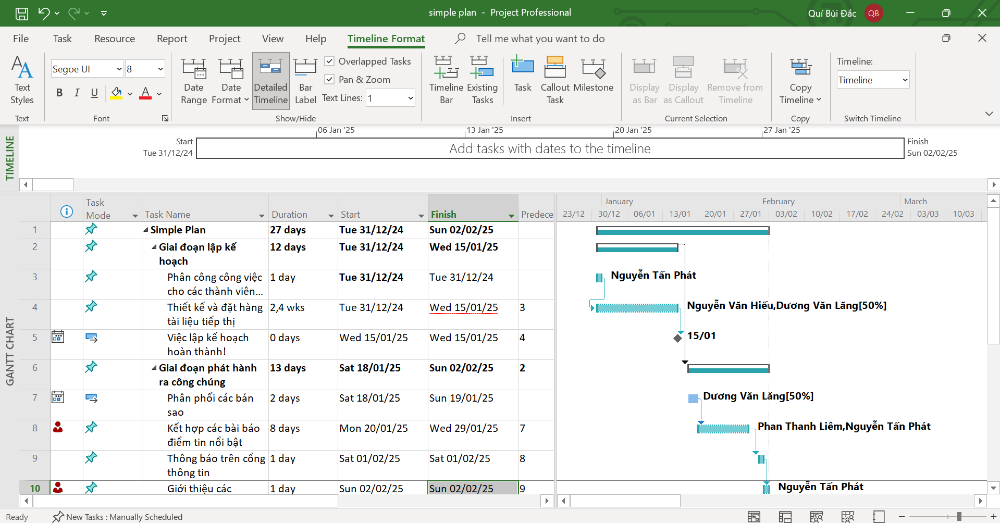 simple plan - Project Professional
Quí Bùi Đắc
QB
File Task Resource Report Project View Help Timeline Format Tell me what you want to do
Text Styles
Text
Segoe UI
8
B I U A
Font
Date Range
Date Format
Detailed Timeline
Bar Label
Overlapped Tasks
Pan & Zoom
Text Lines: 1
Show/Hide
Timeline Bar
Existing Tasks
Task
Callout Task
Milestone
Insert
Display as Bar
Display as Callout
Remove from Timeline
Current Selection
Copy Timeline
Copy
Timeline:
Timeline
Switch Timeline
TIMELINE
06 Jan '25 13 Jan '25 20 Jan '25 27 Jan '25
Start
Tue 31/12/24
Add tasks with dates to the timeline
Finish
Sun 02/02/25
GANTT CHART
Task Mode Task Name Duration Start Finish Predece
1 Simple Plan 27 days Tue 31/12/24 Sun 02/02/25
2 Giai đoạn lập kế hoạch 12 days Tue 31/12/24 Wed 15/01/25
3 Phân công công việc cho các thành viên... 1 day Tue 31/12/24 Tue 31/12/24
4 Thiết kế và đặt hàng tài liệu tiếp thị 2,4 wks Tue 31/12/24 Wed 15/01/25 3
5 Việc lập kế hoạch hoàn thành! 0 days Wed 15/01/25 Wed 15/01/25 4
6 Giai đoạn phát hành ra công chúng 13 days Sat 18/01/25 Sun 02/02/25 2
7 Phân phối các bản sao 2 days Sat 18/01/25 Sun 19/01/25
8 Kết hợp các bài báo điểm tin nổi bật 8 days Mon 20/01/25 Wed 29/01/25 7
9 Thông báo trên cổng thông tin 1 day Sat 01/02/25 Sat 01/02/25 8
10 Giới thiệu các 1 day Sun 02/02/25 Sun 02/02/25 9
January February March
23/12 30/12 06/01 13/01 20/01 27/01 03/02 10/02 17/02 24/02 03/03 10/03
Nguyễn Tấn Phát
Nguyễn Văn Hiếu,Dương Văn Lăng[50%]
15/01
Dương Văn Lăng[50%]
Phan Thanh Liêm,Nguyễn Tấn Phát
Nguyễn Tấn Phát
Ready
New Tasks : Manually Scheduled